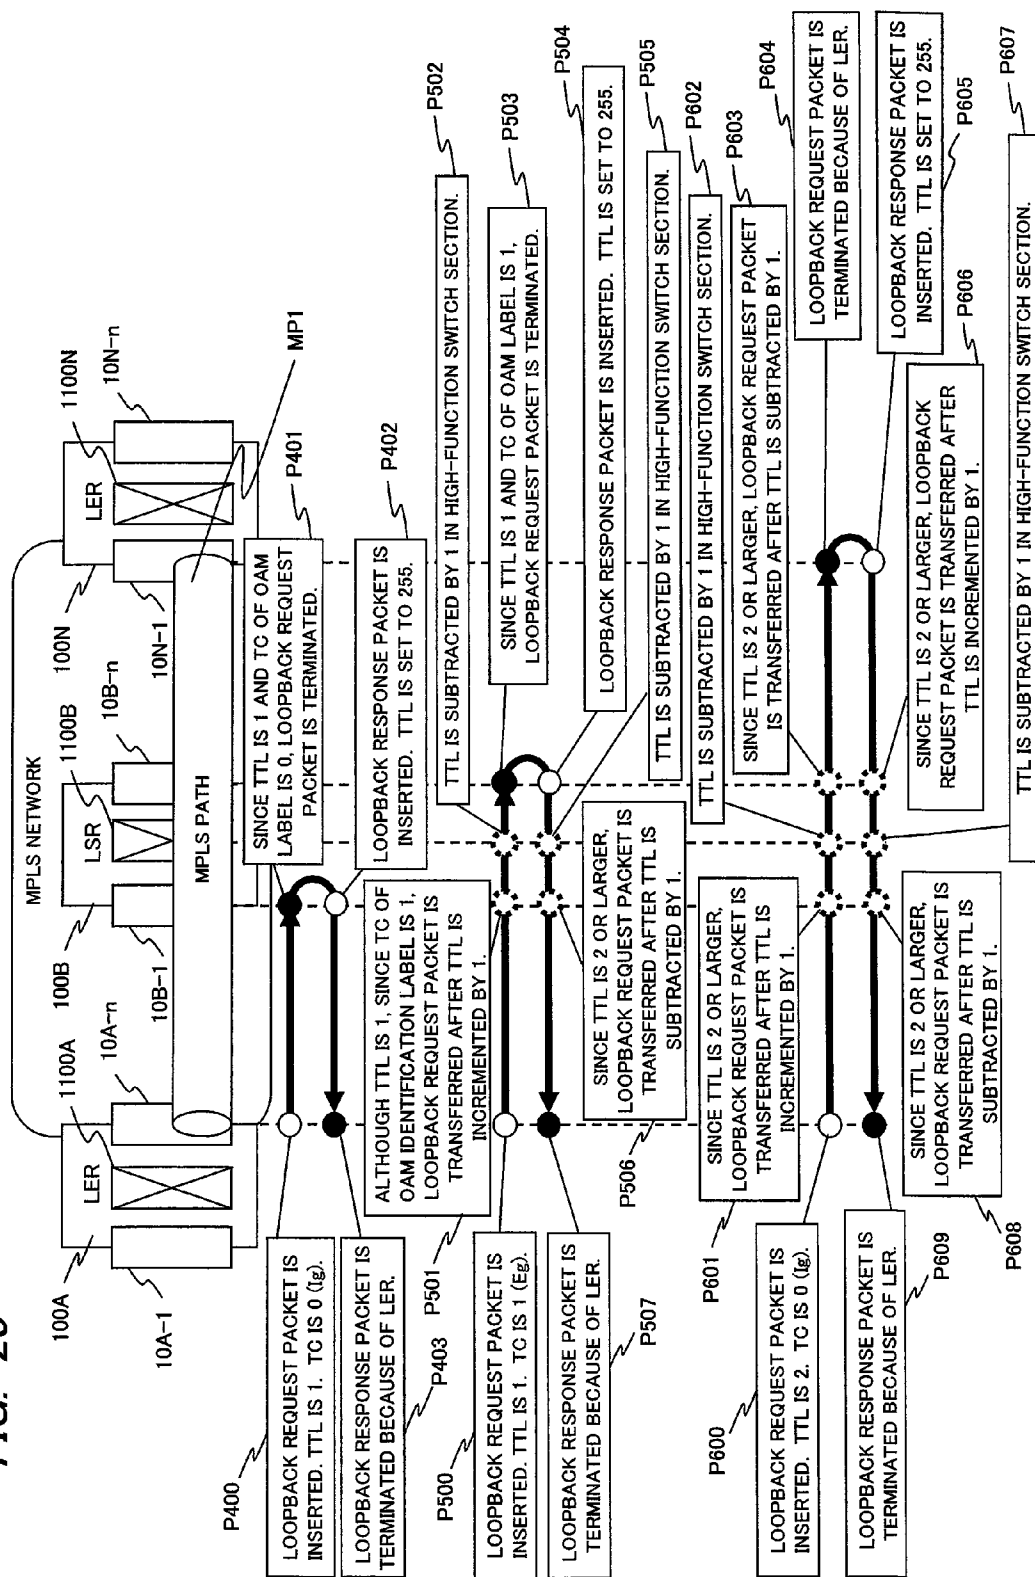 FIG. 20
MPLS NETWORK
100A
1100A
10A-1
LER
10A-n
100B
1100B
10B-1
LSR
10B-n
100N
1100N
10N-1
LER
10N-n
MPLS PATH
MP1
P400
LOOPBACK REQUEST PACKET IS
INSERTED. TTL IS 1. TC IS 0 (Ig).
P401
SINCE TTL IS 1 AND TC OF OAM
LABEL IS 0, LOOPBACK REQUEST
PACKET IS TERMINATED.
P402
LOOPBACK RESPONSE PACKET IS
INSERTED. TTL IS SET TO 255.
P403
LOOPBACK RESPONSE PACKET IS
TERMINATED BECAUSE OF LER.
P500
LOOPBACK REQUEST PACKET IS
INSERTED. TTL IS 1. TC IS 1 (Eg).
P501
ALTHOUGH TTL IS 1, SINCE TC OF
OAM IDENTIFICATION LABEL IS 1,
LOOPBACK REQUEST PACKET IS
TRANSFERRED AFTER TTL IS
INCREMENTED BY 1.
P502
TTL IS SUBTRACTED BY 1 IN HIGH-FUNCTION SWITCH SECTION.
P503
SINCE TTL IS 1 AND TC OF OAM LABEL IS 1,
LOOPBACK REQUEST PACKET IS TERMINATED.
P504
LOOPBACK RESPONSE PACKET IS INSERTED. TTL IS SET TO 255.
P505
TTL IS SUBTRACTED BY 1 IN HIGH-FUNCTION SWITCH SECTION.
P506
SINCE TTL IS 2 OR LARGER,
LOOPBACK REQUEST PACKET IS
TRANSFERRED AFTER TTL IS
SUBTRACTED BY 1.
P507
LOOPBACK RESPONSE PACKET IS
TERMINATED BECAUSE OF LER.
P600
LOOPBACK REQUEST PACKET IS
INSERTED. TTL IS 2. TC IS 0 (Ig).
P601
SINCE TTL IS 2 OR LARGER,
LOOPBACK REQUEST PACKET IS
TRANSFERRED AFTER TTL IS
INCREMENTED BY 1.
P602
TTL IS SUBTRACTED BY 1 IN HIGH-FUNCTION SWITCH SECTION.
P603
SINCE TTL IS 2 OR LARGER, LOOPBACK REQUEST PACKET
IS TRANSFERRED AFTER TTL IS SUBTRACTED BY 1.
P604
LOOPBACK REQUEST PACKET IS
TERMINATED BECAUSE OF LER.
P605
LOOPBACK RESPONSE PACKET IS
INSERTED. TTL IS SET TO 255.
P606
SINCE TTL IS 2 OR LARGER, LOOPBACK
REQUEST PACKET IS TRANSFERRED AFTER
TTL IS INCREMENTED BY 1.
P607
TTL IS SUBTRACTED BY 1 IN HIGH-FUNCTION SWITCH SECTION.
P608
SINCE TTL IS 2 OR LARGER,
LOOPBACK REQUEST PACKET IS
TRANSFERRED AFTER TTL IS
SUBTRACTED BY 1.
P609
LOOPBACK RESPONSE PACKET IS
TERMINATED BECAUSE OF LER.